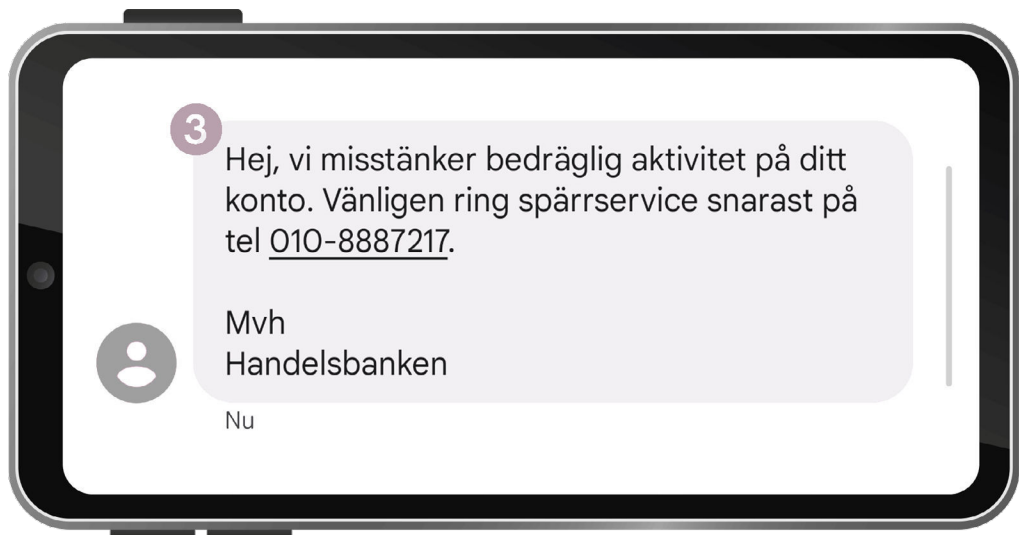 3
Hej, vi misstänker bedräglig aktivitet på ditt
konto. Vänligen ring spärrservice snarast på
tel 010-8887217.
Mvh
Handelsbanken
Nu